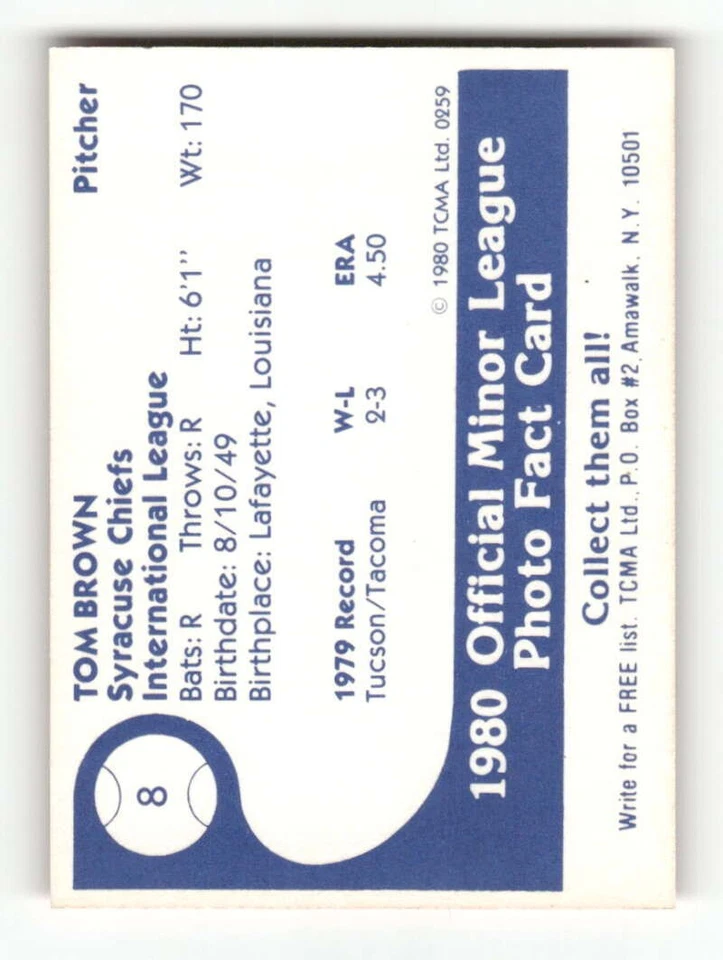 8
TOM BROWN Pitcher
Syracuse Chiefs
International League
Bats: R Throws: R Ht: 6'1" Wt: 170
Birthdate: 8/10/49
Birthplace: Lafayette, Louisiana
1979 Record W-L ERA
Tucson/Tacoma 2-3 4.50
© 1980 TCMA Ltd. 0259
1980 Official Minor League
Photo Fact Card
Collect them all!
Write for a FREE list. TCMA Ltd., P.O. Box #2, Amawalk, N.Y. 10501